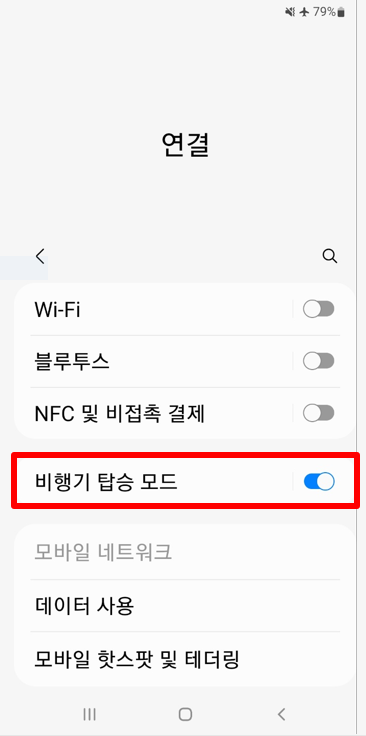 79%
연결
Wi-Fi
블루투스
NFC 및 비접촉 결제
비행기 탑승 모드
모바일 네트워크
데이터 사용
모바일 핫스팟 및 테더링